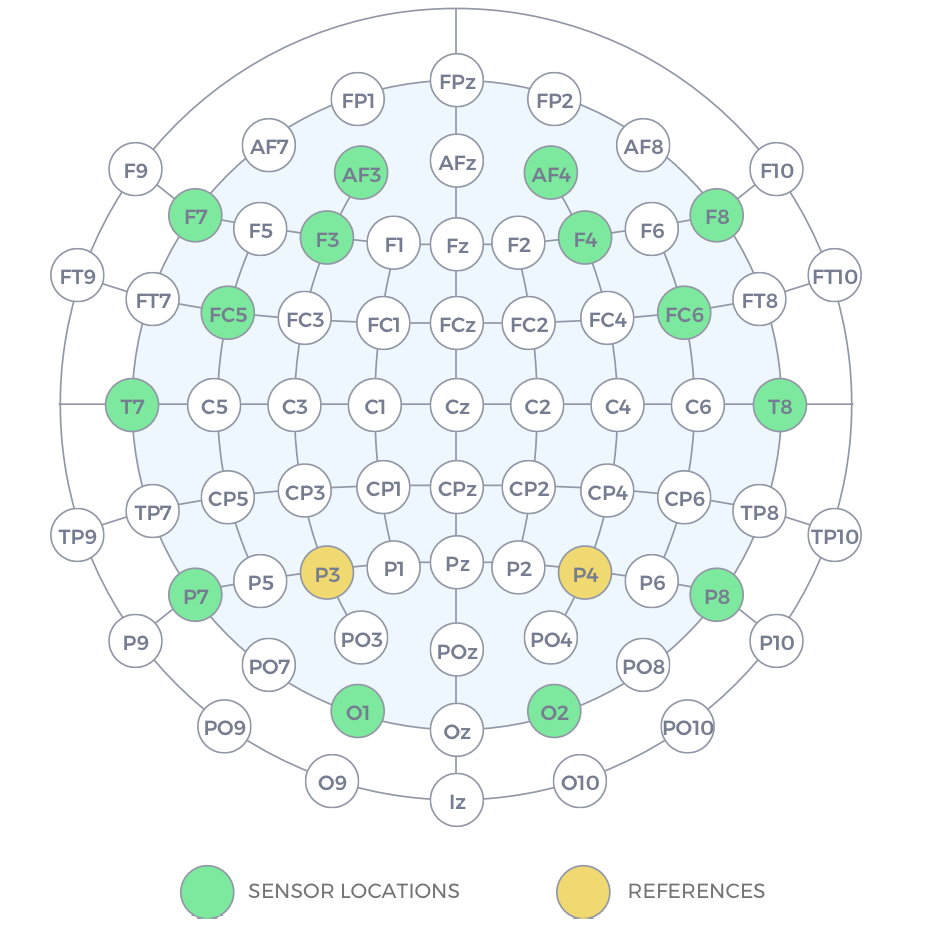 FPz
FP1 FP2
AF7 AF8
F9 AFz F10
AF3 AF4
F7 F8
F5 F3 F1 Fz F2 F4 F6
FT9 FT10
FT7 FT8
FC5 FC3 FC1 FCz FC2 FC4 FC6
T7 C5 C3 C1 Cz C2 C4 C6 T8
CP5 CP3 CP1 CPz CP2 CP4 CP6
TP7 TP8
TP9 TP10
P5 P3 P1 Pz P2 P4 P6
P7 P8
P9 PO3 POz PO4 P10
PO7 PO8
O1 O2
PO9 Oz PO10
O9 O10
Iz
SENSOR LOCATIONS REFERENCES